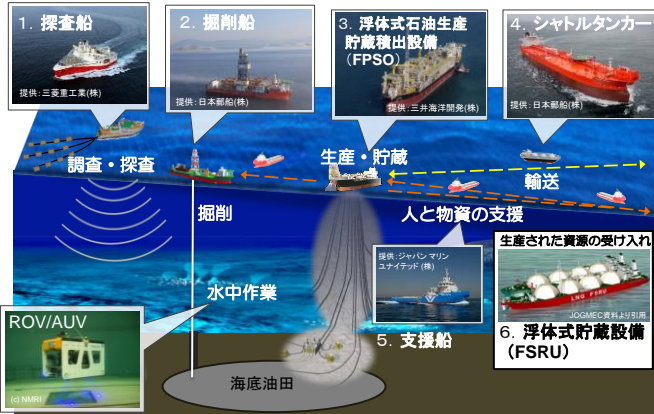 1．探査船
提供：三菱重工業(株)
2．掘削船
提供：日本郵船(株)
3．浮体式石油生産
貯蔵積出設備
（FPSO）
提供：三井海洋開発(株)
4．シャトルタンカー
提供：日本郵船(株)
調査・探査
生産・貯蔵
輸送
掘削
人と物資の支援
提供：ジャパン マリン
ユナイテッド (株)
5．支援船
生産された資源の受け入れ
LNG FSRU
JOGMEC資料より引用
6．浮体式貯蔵設備
（FSRU）
水中作業
ROV/AUV
(c) NMRI
海底油田